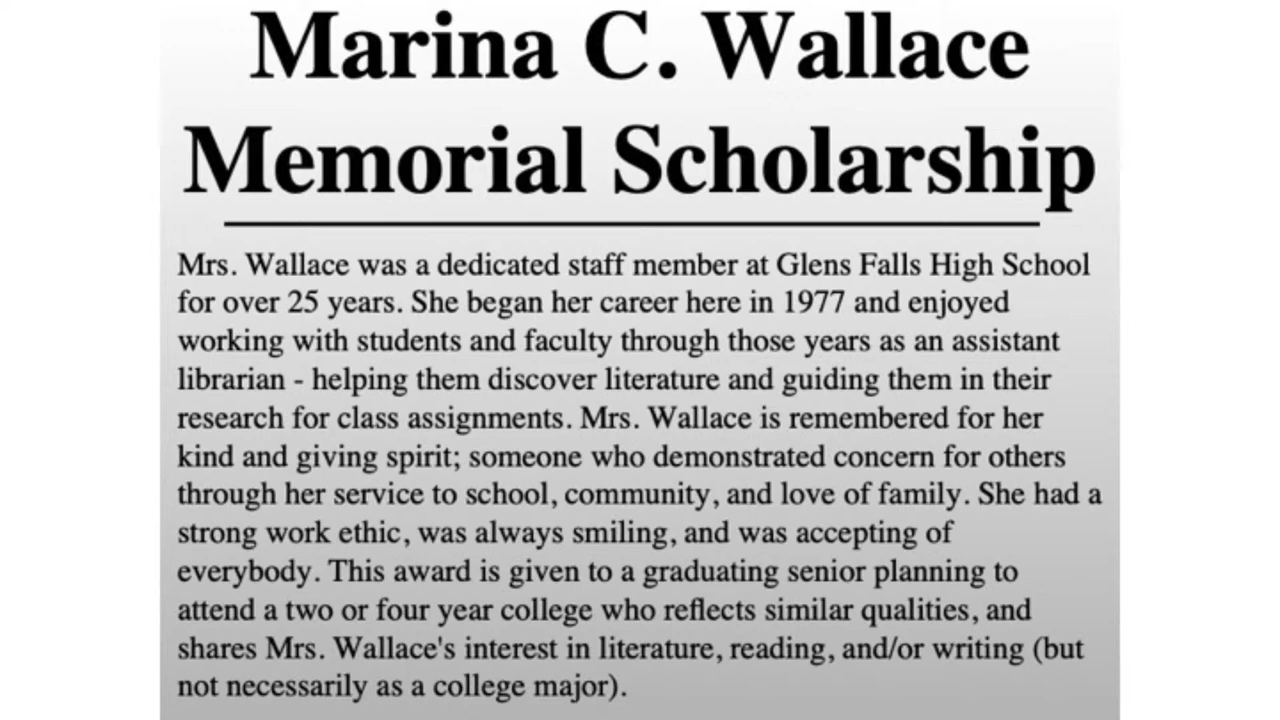 Marina C. Wallace
Memorial Scholarship
Mrs. Wallace was a dedicated staff member at Glens Falls High School
for over 25 years. She began her career here in 1977 and enjoyed
working with students and faculty through those years as an assistant
librarian - helping them discover literature and guiding them in their
research for class assignments. Mrs. Wallace is remembered for her
kind and giving spirit; someone who demonstrated concern for others
through her service to school, community, and love of family. She had a
strong work ethic, was always smiling, and was accepting of
everybody. This award is given to a graduating senior planning to
attend a two or four year college who reflects similar qualities, and
shares Mrs. Wallace's interest in literature, reading, and/or writing (but
not necessarily as a college major).